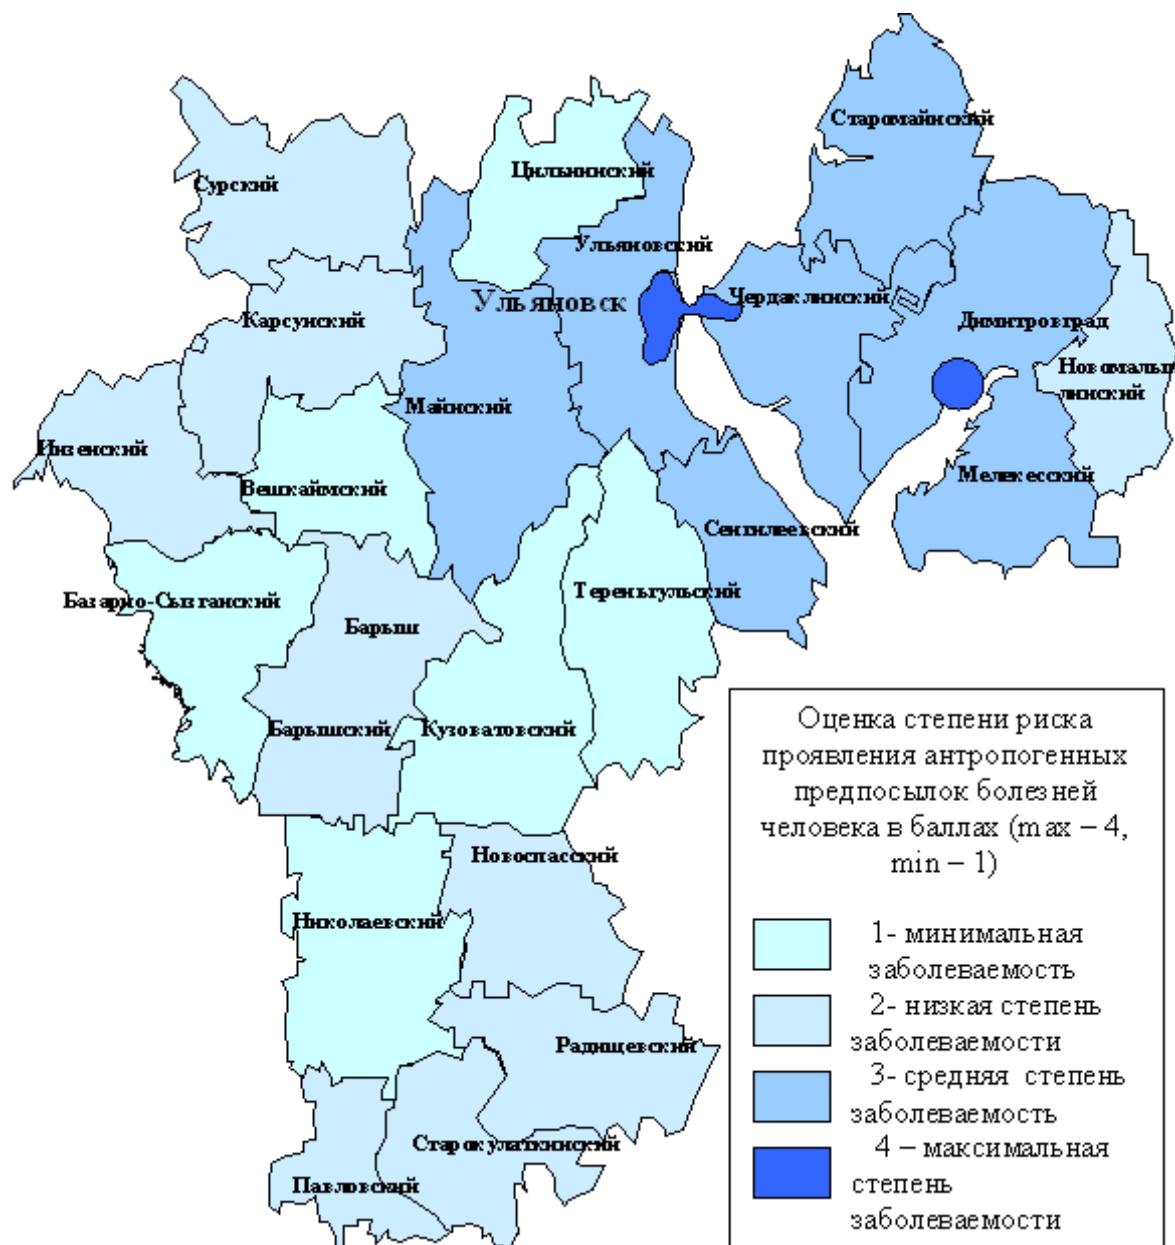 Старомайнский
Цильнинский
Сурский
Ульяновский
Чердаклинский
Ульяновск
Карсунский
Димитровград
Новомалык
линский
Майнский
Инзенский
Мелекесский
Вешкаймский
Сенгилеевский
Тереньгульский
Базарно-Сызганский
Барыш
Барышский
Кузоватовский
Новоспасский
Николаевский
Радищевский
Старокулаткинский
Павловский
Оценка степени риска
проявления антропогенных
предпосылок болезней
человека в баллах (max – 4,
min – 1)
1- минимальная
заболеваемость
2- низкая степень
заболеваемости
3- средняя степень
заболеваемость
4 – максимальная
степень
заболеваемости